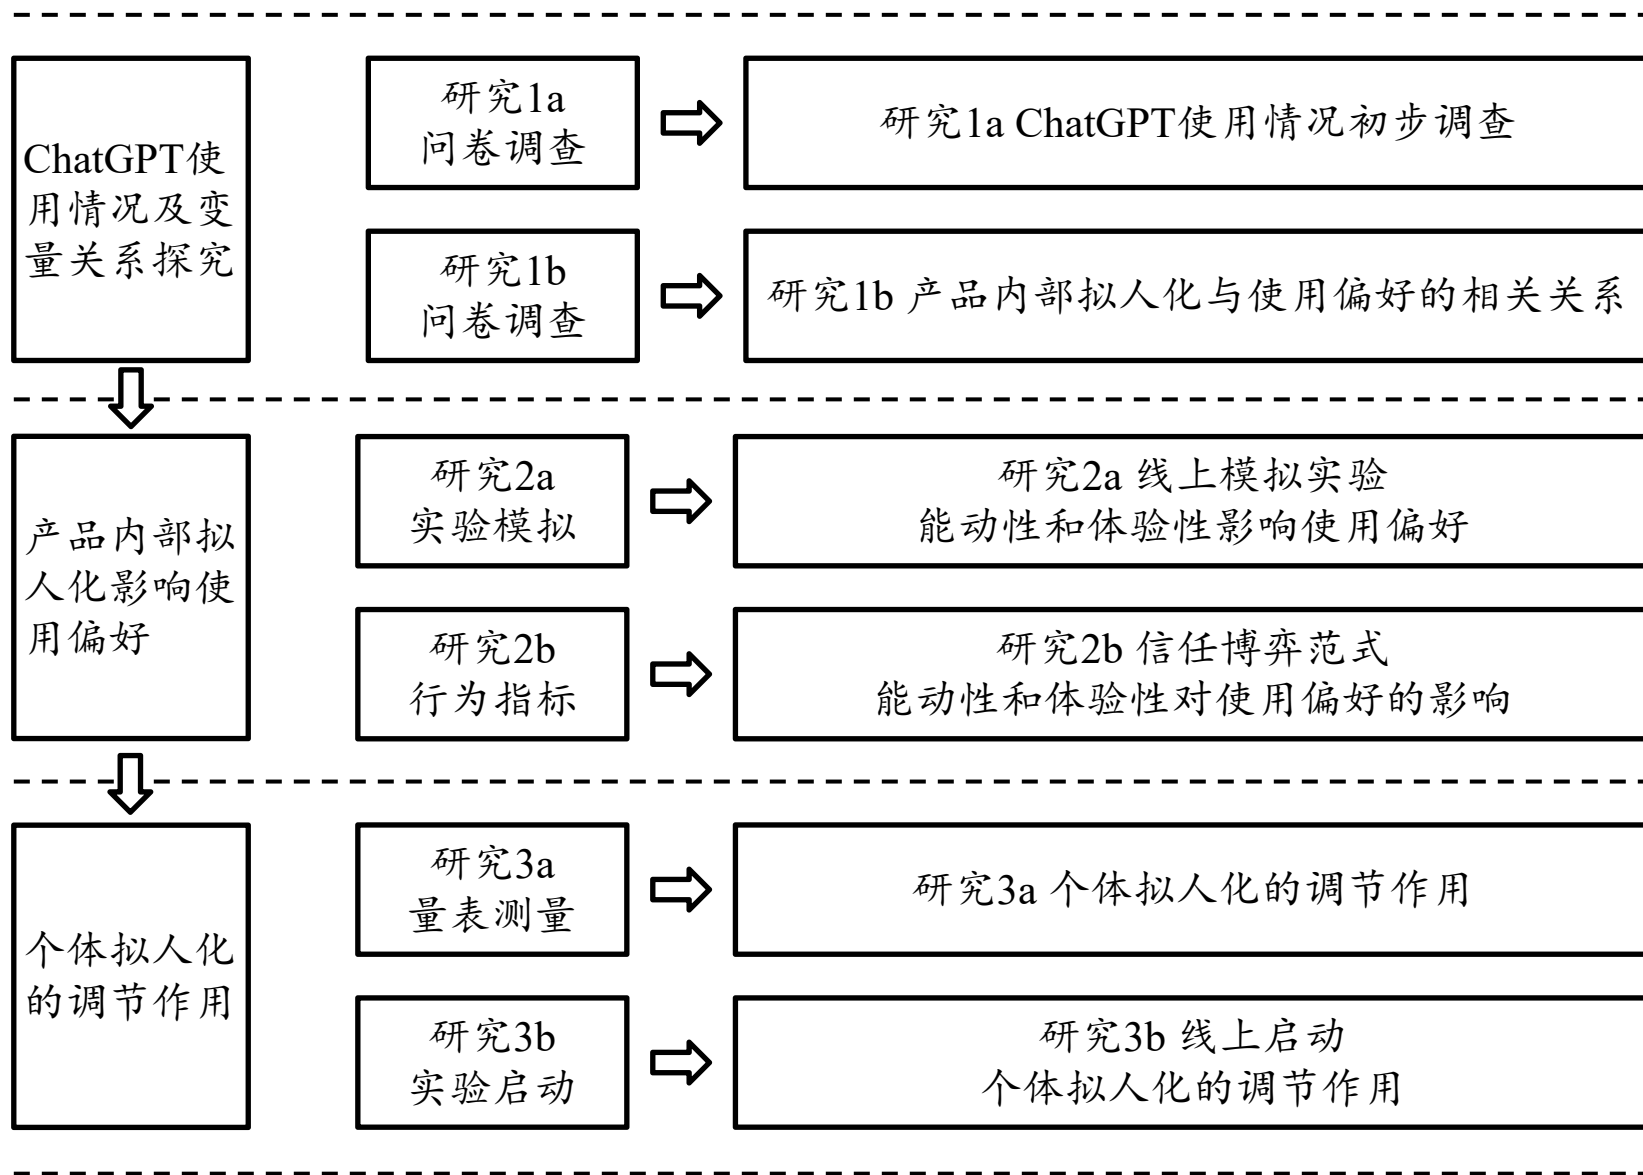 ChatGPT使
用情况及变
量关系探究
研究1a
问卷调查
研究1a ChatGPT使用情况初步调查
研究1b
问卷调查
研究1b 产品内部拟人化与使用偏好的相关关系
产品内部拟
人化影响使
用偏好
研究2a
实验模拟
研究2a 线上模拟实验
能动性和体验性影响使用偏好
研究2b
行为指标
研究2b 信任博弈范式
能动性和体验性对使用偏好的影响
个体拟人化
的调节作用
研究3a
量表测量
研究3a 个体拟人化的调节作用
研究3b
实验启动
研究3b 线上启动
个体拟人化的调节作用